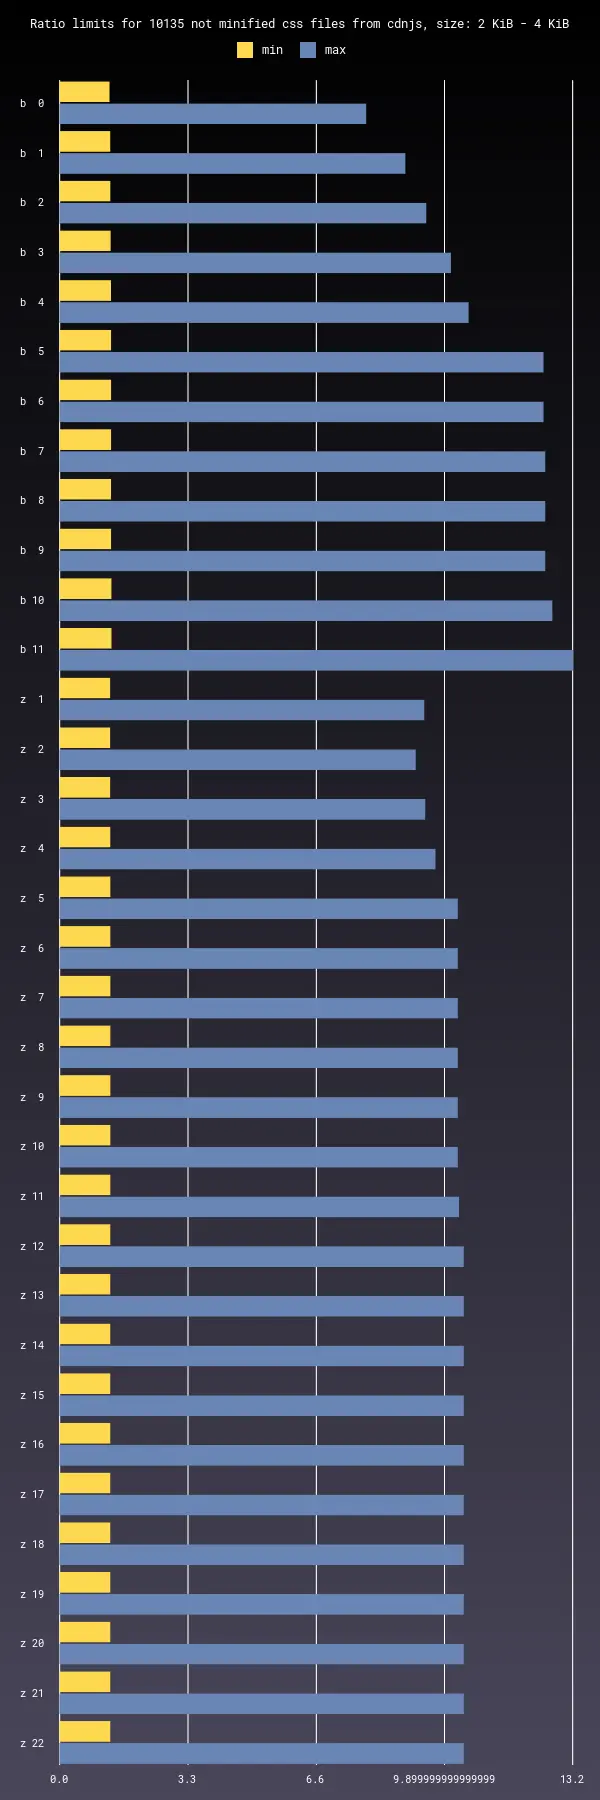 Ratio limits for 10135 not minified css files from cdnjs, size: 2 KiB - 4 KiB
min max
b 0
b 1
b 2
b 3
b 4
b 5
b 6
b 7
b 8
b 9
b 10
b 11
z 1
z 2
z 3
z 4
z 5
z 6
z 7
z 8
z 9
z 10
z 11
z 12
z 13
z 14
z 15
z 16
z 17
z 18
z 19
z 20
z 21
z 22
0.0 3.3 6.6 9.899999999999999 13.2